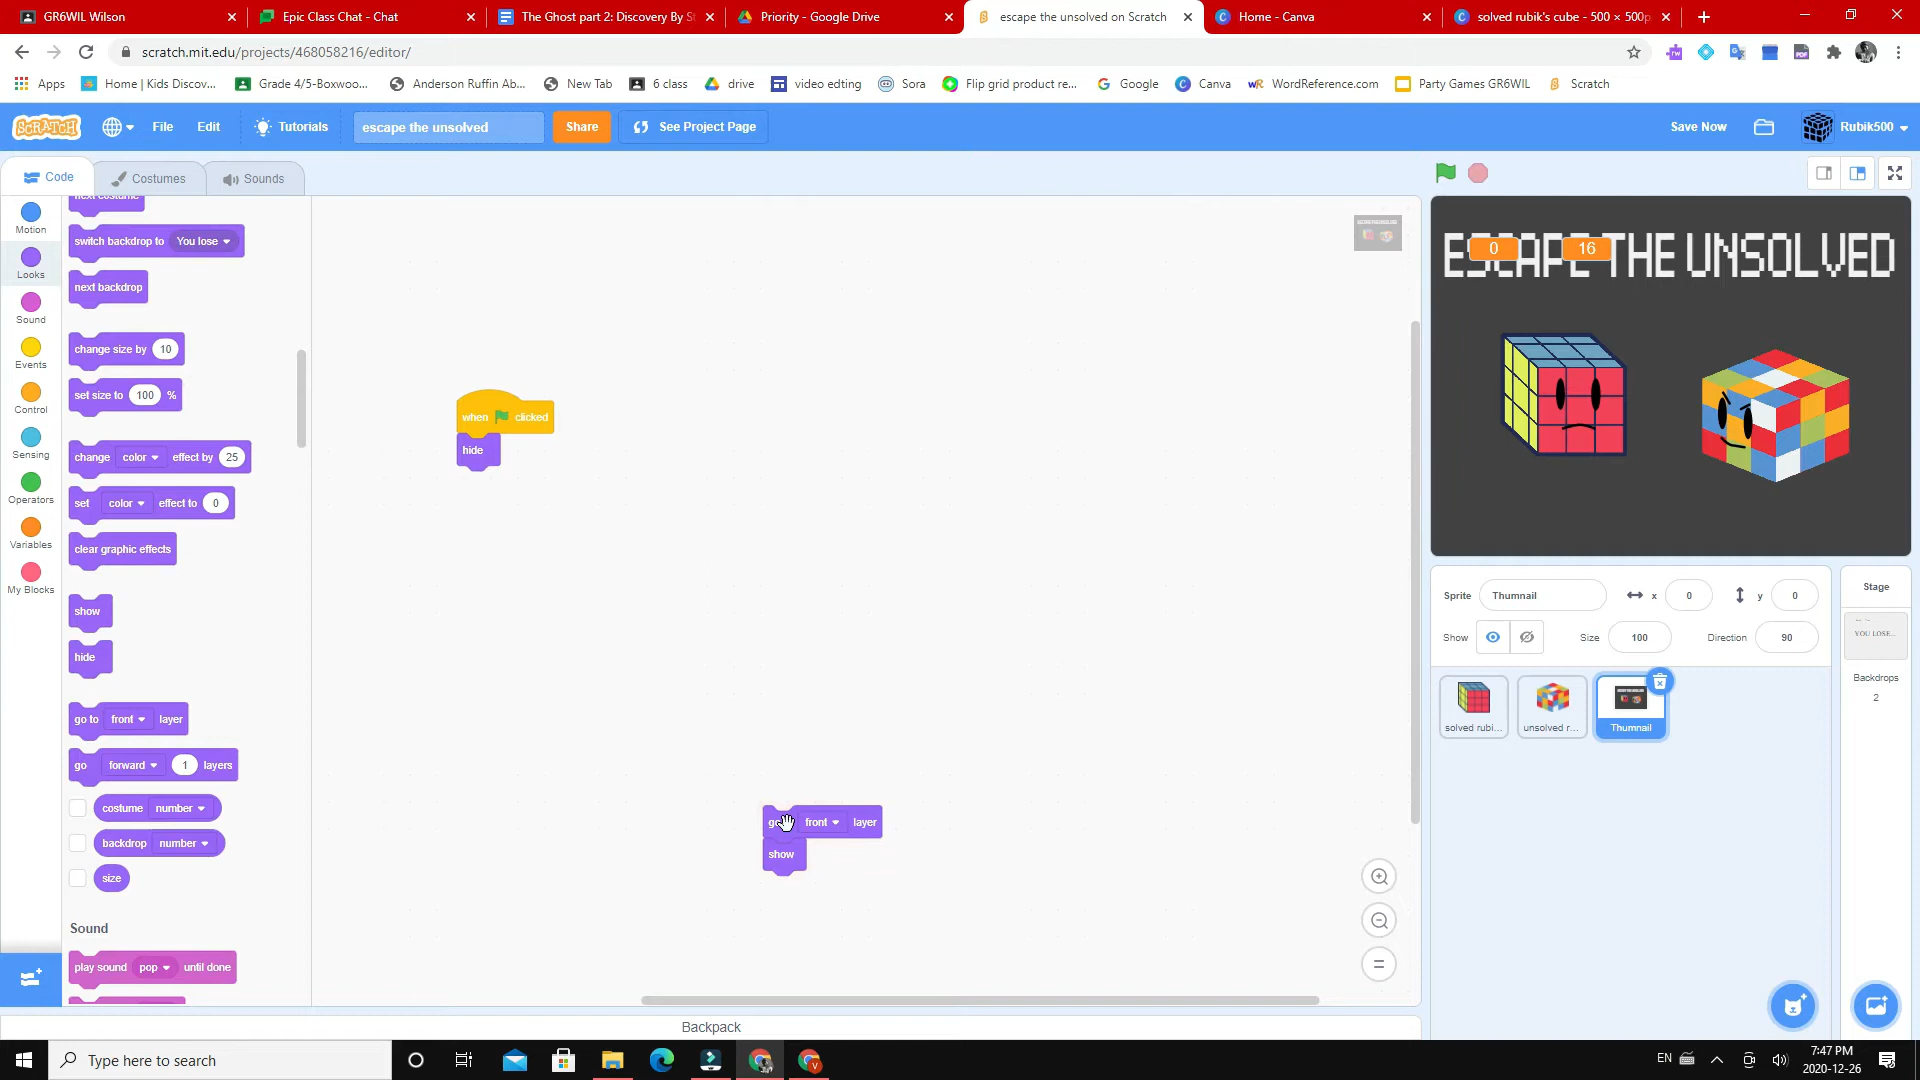 GR6WIL Wilson
Epic Class Chat - Chat
The Ghost part 2: Discovery By St
Priority - Google Drive
escape the unsolved on Scratch
Home - Canva
solved rubik's cube - 500 × 500p
scratch.mit.edu/projects/468058216/editor/
Apps
Home | Kids Discov...
Grade 4/5-Boxwoo...
Anderson Ruffin Ab...
New Tab
6 class
drive
video edting
Sora
Flip grid product re...
Google
Canva
WordReference.com
Party Games GR6WIL
Scratch
SCRATCH
File
Edit
Tutorials
escape the unsolved
Share
See Project Page
Save Now
Rubik500
Code
Costumes
Sounds
Motion
Looks
Sound
Events
Control
Sensing
Operators
Variables
My Blocks
next costume
switch backdrop to You lose
next backdrop
change size by 10
set size to 100 %
change color effect by 25
set color effect to 0
clear graphic effects
show
hide
go to front layer
go forward 1 layers
costume number
backdrop number
size
Sound
play sound pop until done
when clicked
hide
front layer
show
ESCAPE THE UNSOLVED
0 16
Sprite Thumnail x 0 y 0
Show Size 100 Direction 90
solved rubi...
unsolved r...
Thumnail
Stage
YOU LOSE...
Backdrops
2
Backpack
Type here to search
EN
7:47 PM
2020-12-26